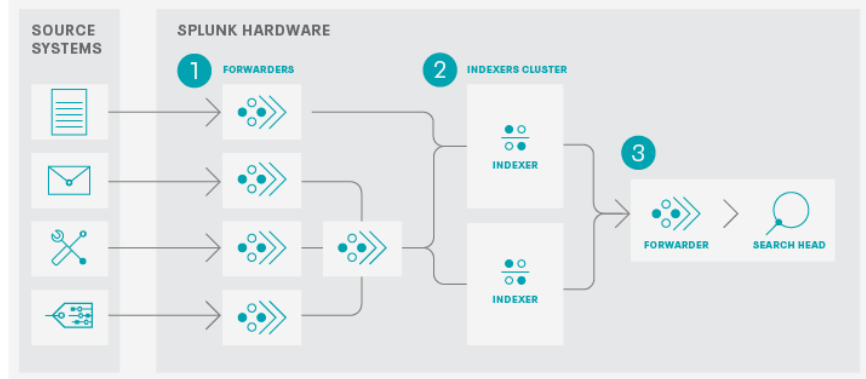 SOURCE
SYSTEMS
SPLUNK HARDWARE
1
FORWARDERS
2
INDEXERS CLUSTER
INDEXER
3
FORWARDER
SEARCH HEAD
INDEXER